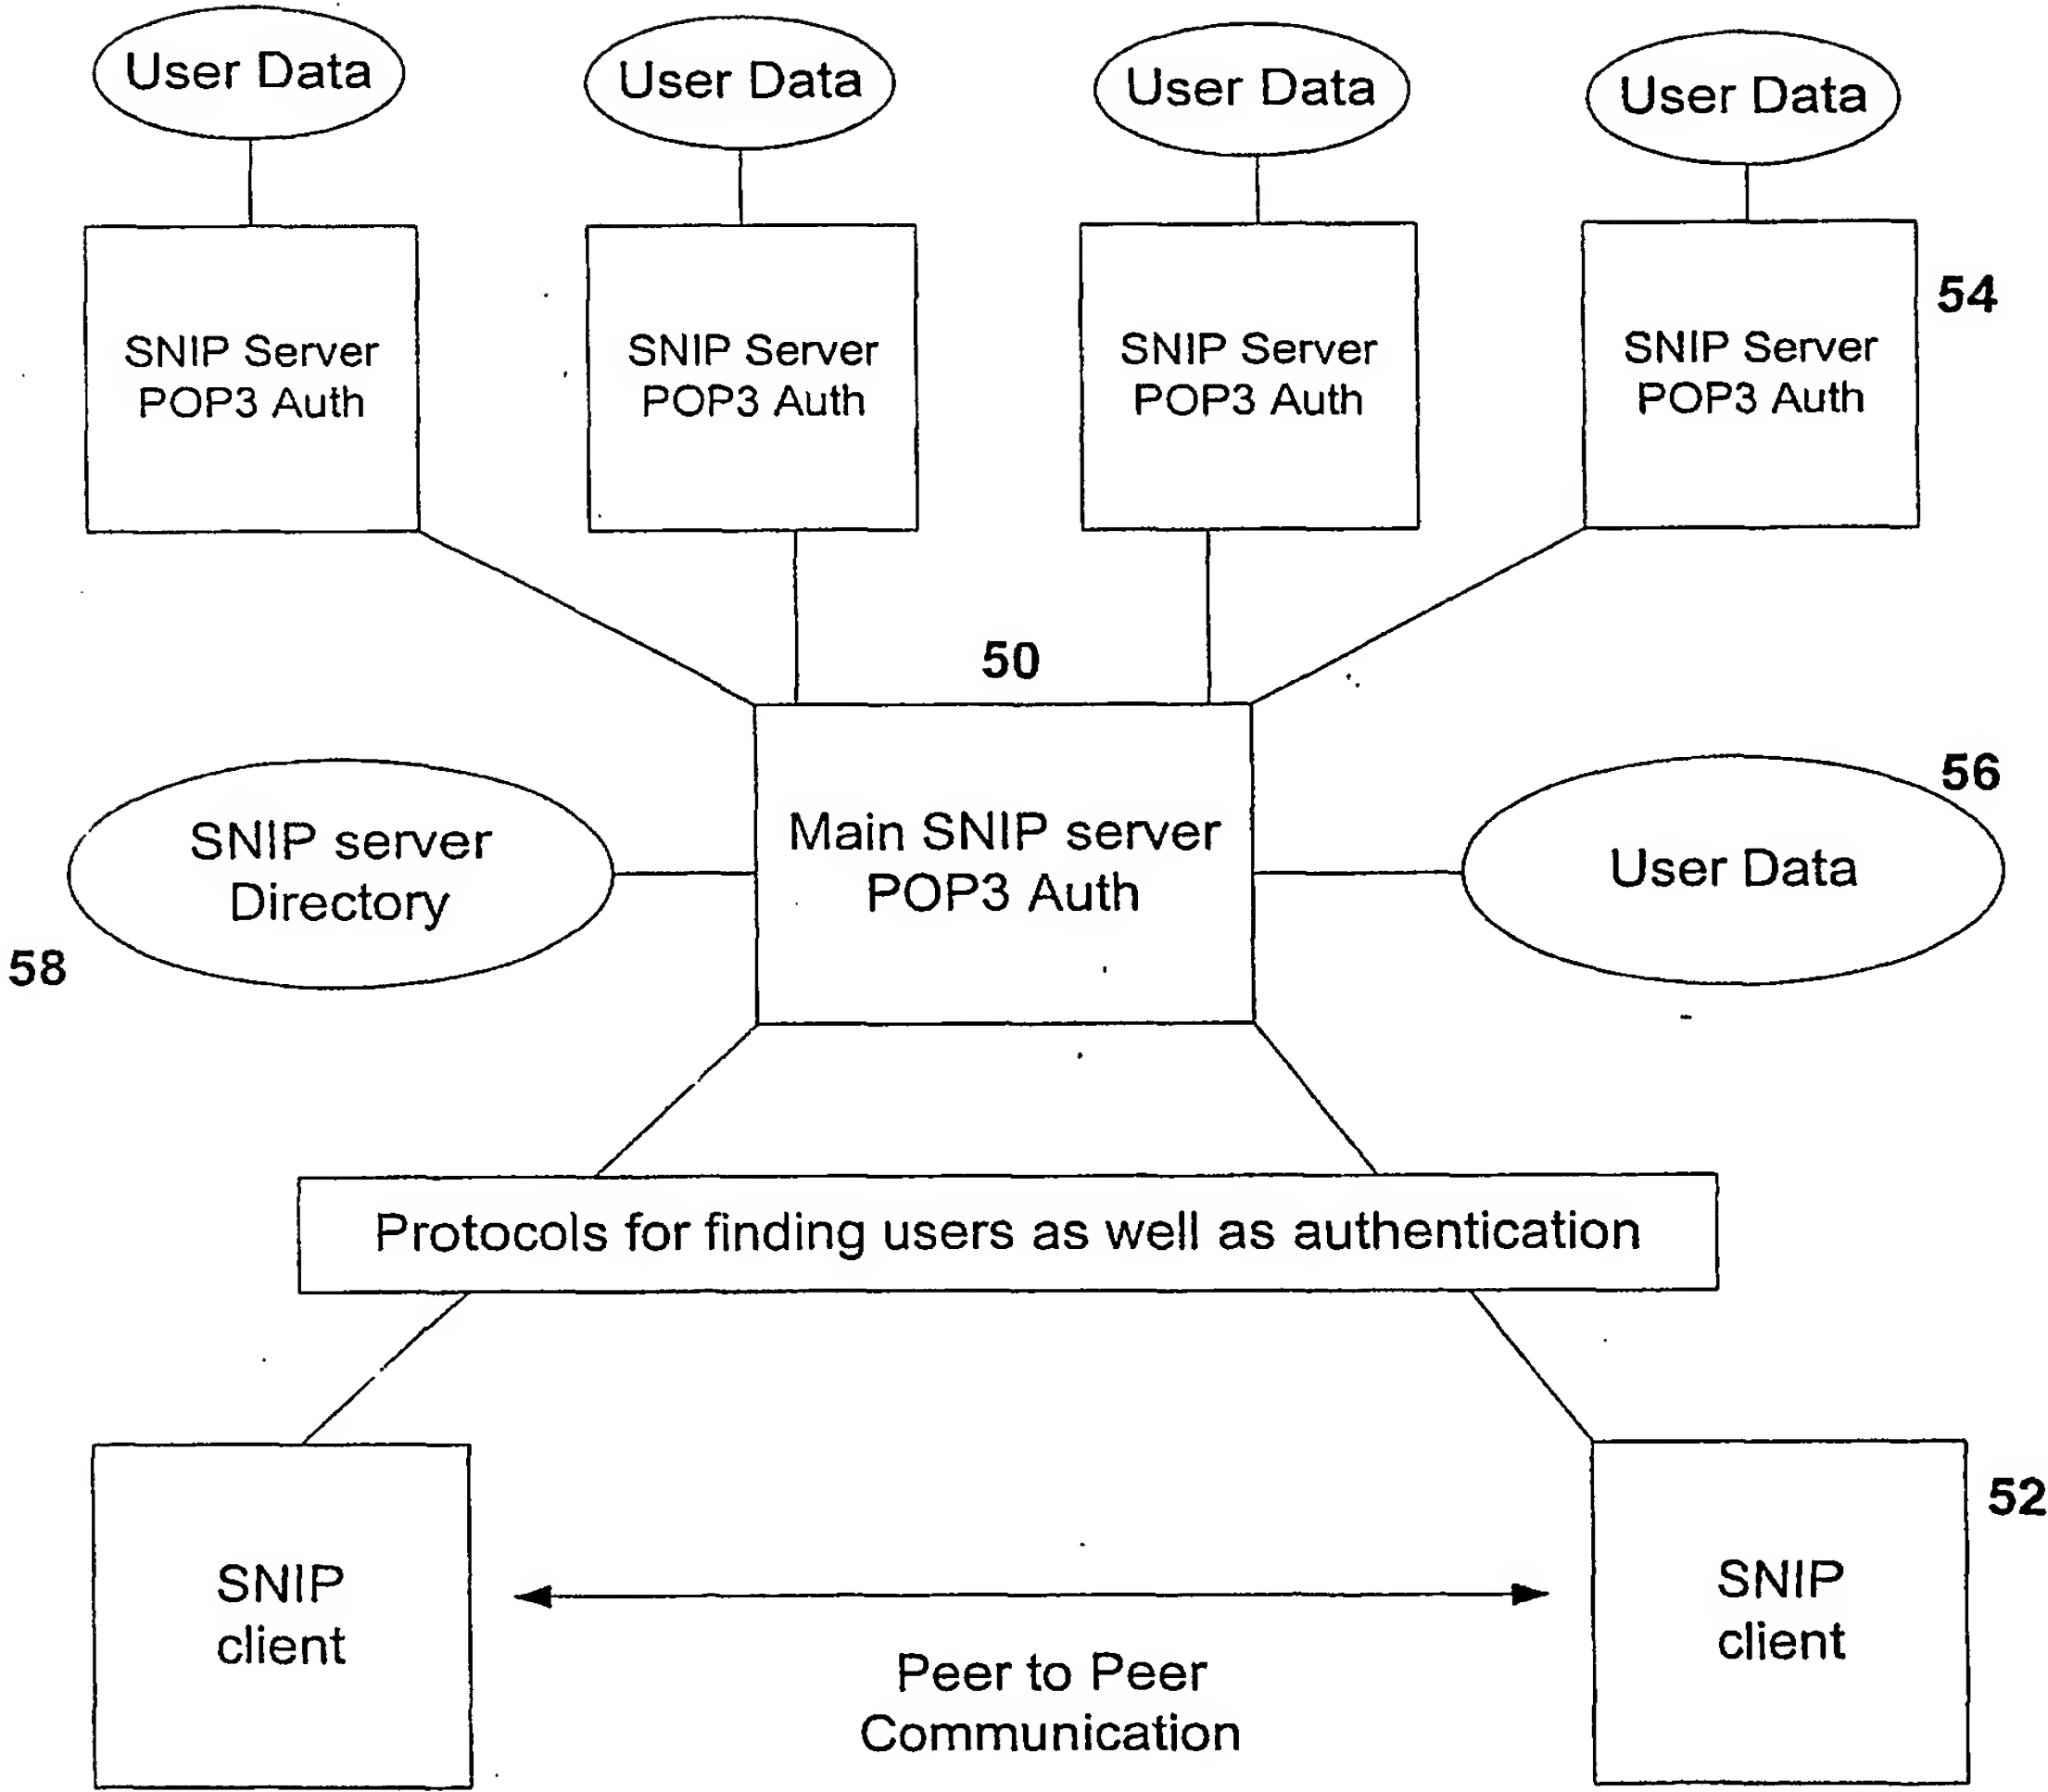 User Data
User Data
User Data
User Data
SNIP Server
POP3 Auth
SNIP Server
POP3 Auth
SNIP Server
POP3 Auth
SNIP Server
POP3 Auth
54
50
Main SNIP server
POP3 Auth
SNIP server
Directory
58
User Data
56
Protocols for finding users as well as authentication
SNIP
client
SNIP
client
52
Peer to Peer
Communication